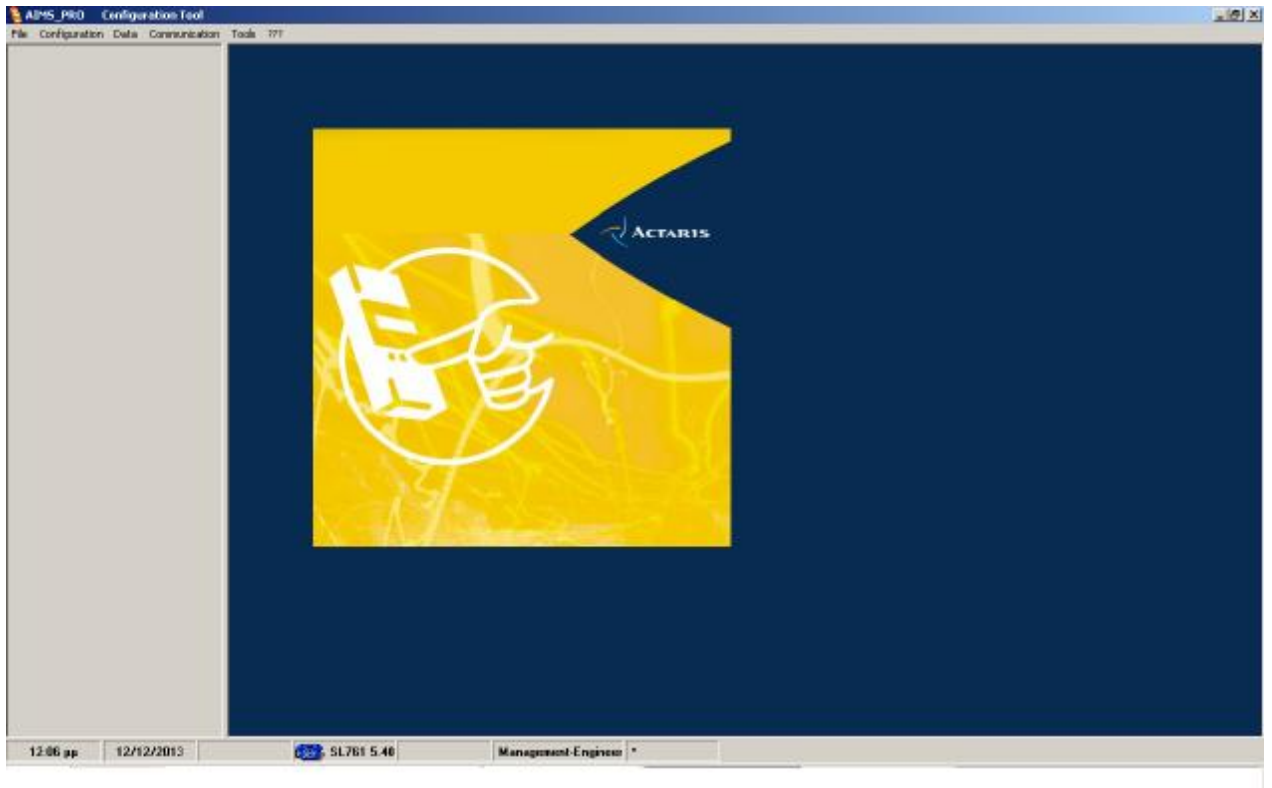 AIMS_PRO Configuration Tool
File Configuration Data Communication Tools ???
ACTARIS
12:06 μμ 12/12/2013 SL761 5.40 Management-Engineer *